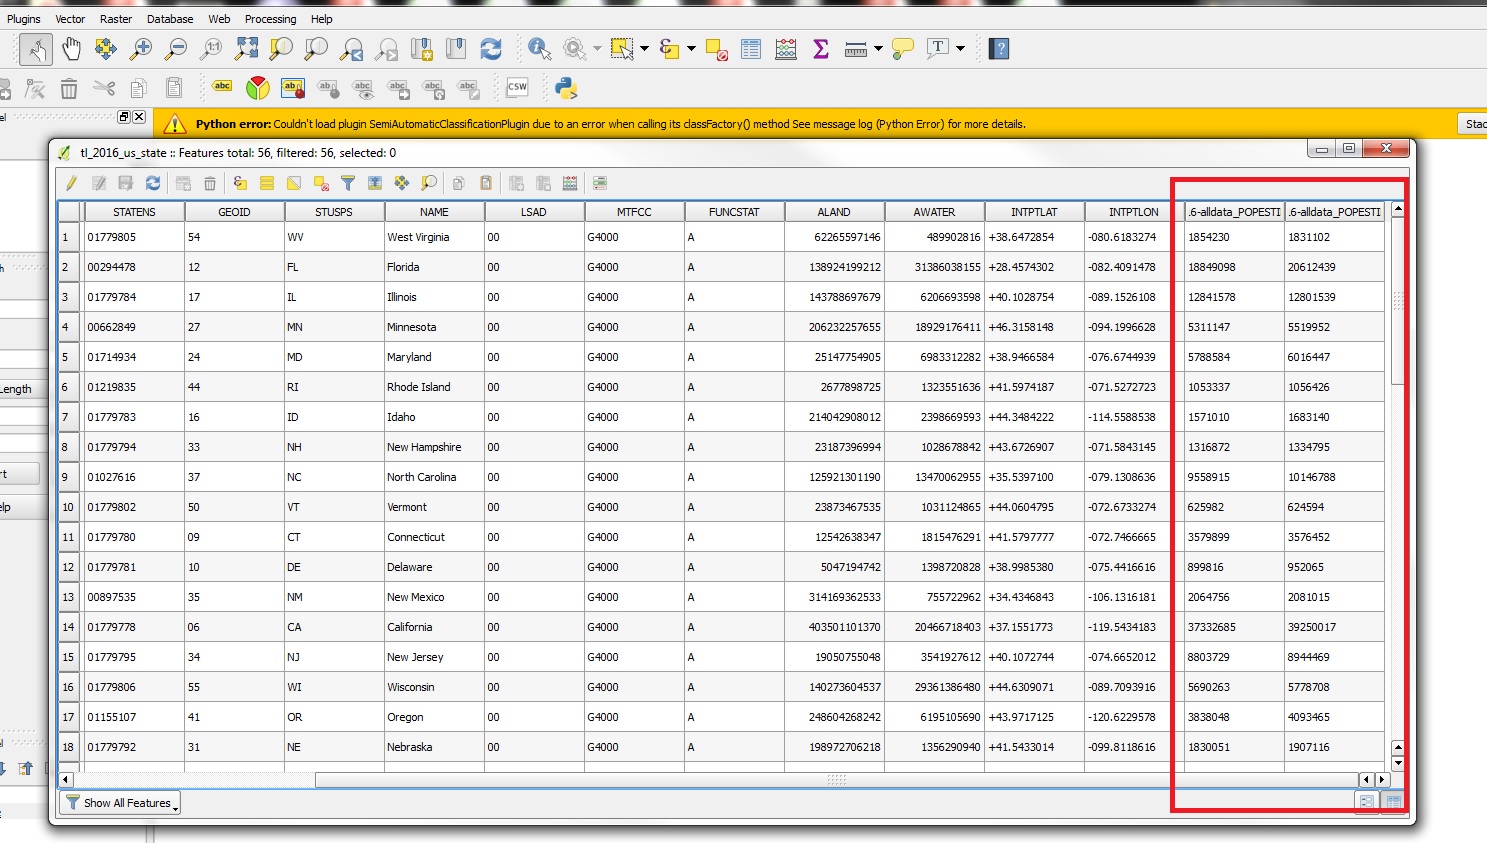 Plugins Vector Raster Database Web Processing Help
1:1
T
?
abc ab ab abc abc abc abc CSW
Python error: Couldn't load plugin SemiAutomaticClassificationPlugin due to an error when calling its classFactory() method See message log (Python Error) for more details.
Stac
tl_2016_us_state :: Features total: 56, filtered: 56, selected: 0
STATENS GEOID STUSPS NAME LSAD MTFCC FUNCSTAT ALAND AWATER INTPTLAT INTPTLON .6-alldata_POPESTI .6-alldata_POPESTI
1 01779805 54 WV West Virginia 00 G4000 A 62265597146 489902816 +38.6472854 -080.6183274 1854230 1831102
2 00294478 12 FL Florida 00 G4000 A 138924199212 31386038155 +28.4574302 -082.4091478 18849098 20612439
3 01779784 17 IL Illinois 00 G4000 A 143788697679 6206693598 +40.1028754 -089.1526108 12841578 12801539
4 00662849 27 MN Minnesota 00 G4000 A 206232257655 18929176411 +46.3158148 -094.1996628 5311147 5519952
5 01714934 24 MD Maryland 00 G4000 A 25147754905 6983312282 +38.9466584 -076.6744939 5788584 6016447
6 01219835 44 RI Rhode Island 00 G4000 A 2677898725 1323551636 +41.5974187 -071.5272723 1053337 1056426
7 01779783 16 ID Idaho 00 G4000 A 214042908012 2398669593 +44.3484222 -114.5588538 1571010 1683140
8 01779794 33 NH New Hampshire 00 G4000 A 23187396994 1028678842 +43.6726907 -071.5843145 1316872 1334795
9 01027616 37 NC North Carolina 00 G4000 A 125921301190 13470062955 +35.5397100 -079.1308636 9558915 10146788
10 01779802 50 VT Vermont 00 G4000 A 23873467535 1031124865 +44.0604795 -072.6733274 625982 624594
11 01779780 09 CT Connecticut 00 G4000 A 12542638347 1815476291 +41.5797777 -072.7466665 3579899 3576452
12 01779781 10 DE Delaware 00 G4000 A 5047194742 1398720828 +38.9985380 -075.4416616 899816 952065
13 00897535 35 NM New Mexico 00 G4000 A 314169362533 755722962 +34.4346843 -106.1316181 2064756 2081015
14 01779778 06 CA California 00 G4000 A 403501101370 20466718403 +37.1551773 -119.5434183 37332685 39250017
15 01779795 34 NJ New Jersey 00 G4000 A 19050755048 3541927612 +40.1072744 -074.6652012 8803729 8944469
16 01779806 55 WI Wisconsin 00 G4000 A 140273604537 29361386480 +44.6309071 -089.7093916 5690263 5778708
17 01155107 41 OR Oregon 00 G4000 A 248604268242 6195105690 +43.9717125 -120.6229578 3838048 4093465
18 01779792 31 NE Nebraska 00 G4000 A 198972706218 1356290940 +41.5433014 -099.8118616 1830051 1907116
Show All Features
el
h
Length
rt
elp
el